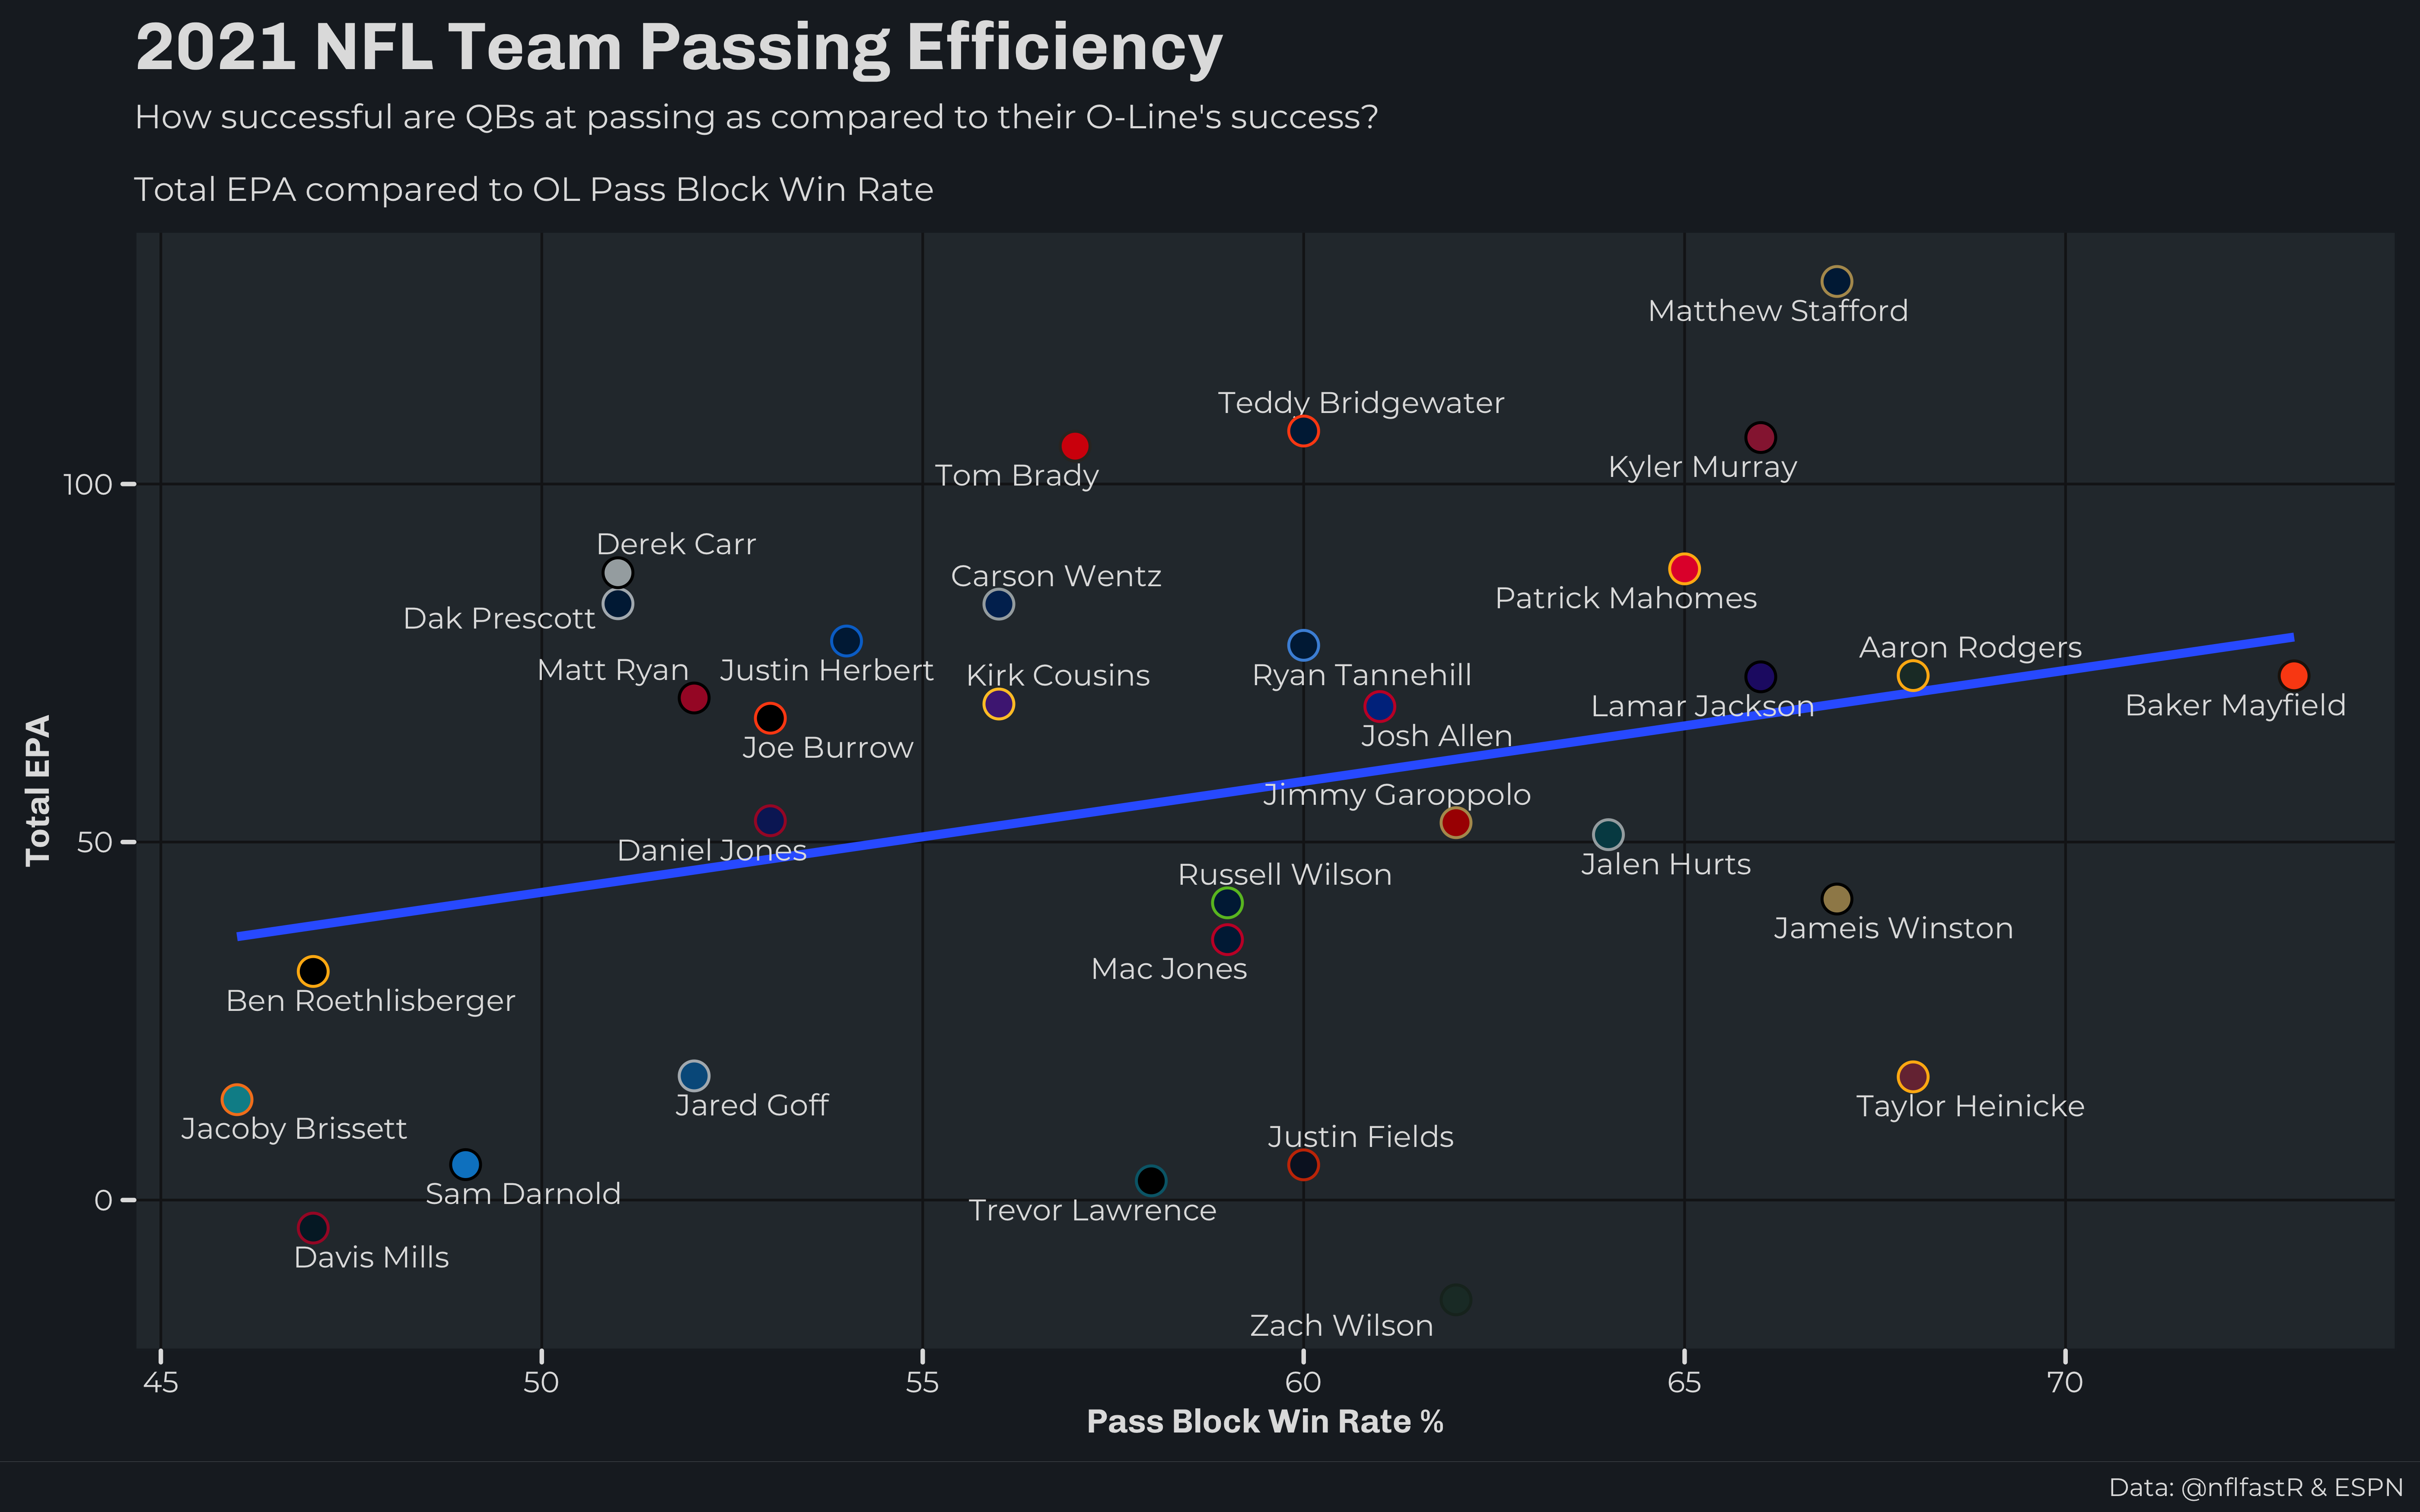 2021 NFL Team Passing Efficiency
How successful are QBs at passing as compared to their O-Line's success?
Total EPA compared to OL Pass Block Win Rate
Matthew Stafford
Teddy Bridgewater
Tom Brady
Kyler Murray
100
Derek Carr
Carson Wentz
Patrick Mahomes
Dak Prescott
Aaron Rodgers
Matt Ryan
Justin Herbert
Kirk Cousins
Ryan Tannehill
Lamar Jackson
Baker Mayfield
Josh Allen
Joe Burrow
Total EPA
Jimmy Garoppolo
50
Daniel Jones
Jalen Hurts
Russell Wilson
Jameis Winston
Mac Jones
Ben Roethlisberger
Jared Goff
Taylor Heinicke
Jacoby Brissett
Justin Fields
Sam Darnold
0
Trevor Lawrence
Davis Mills
Zach Wilson
45 50 55 60 65 70
Pass Block Win Rate %
Data: @nflfastR & ESPN